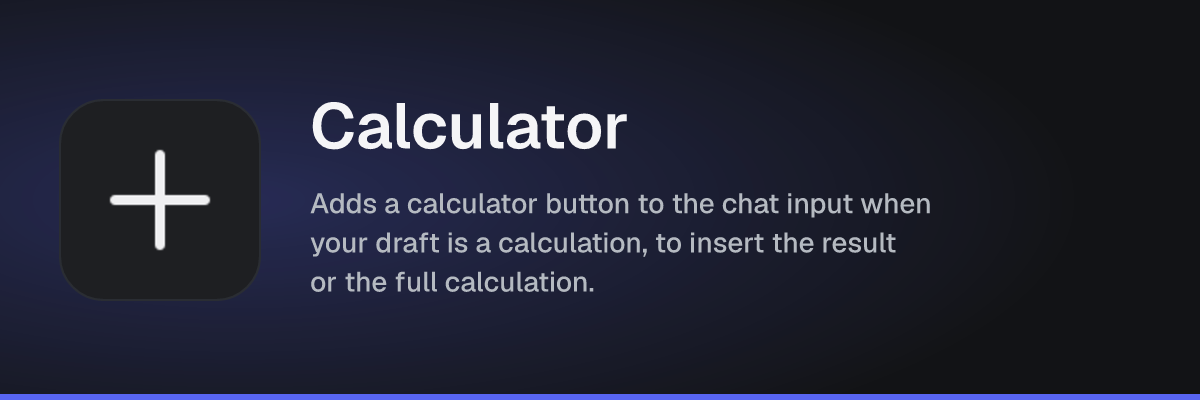 Calculator
Adds a calculator button to the chat input when
your draft is a calculation, to insert the result
or the full calculation.